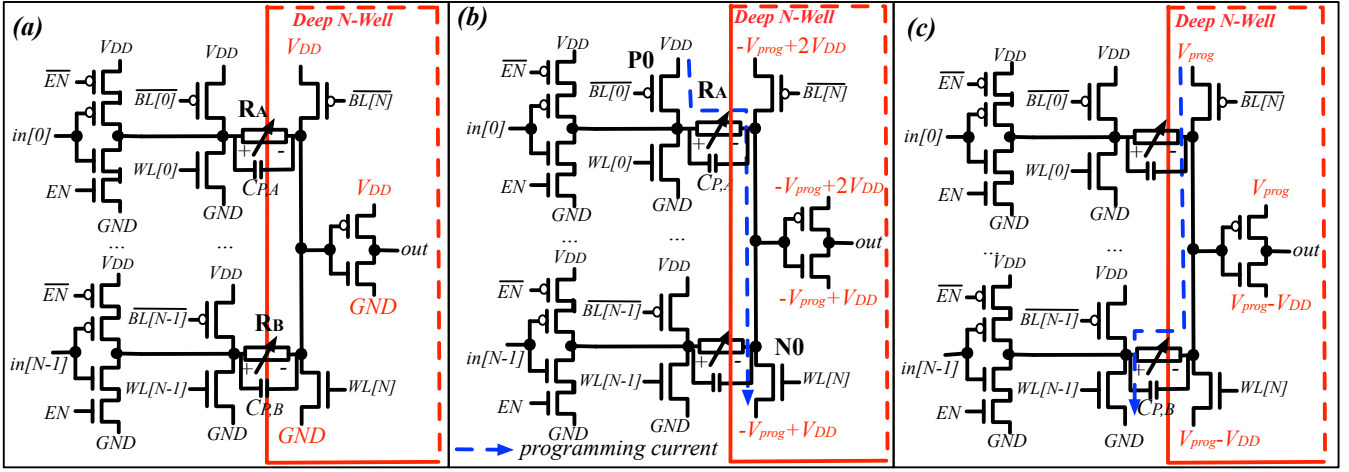 (a)
Deep N-Well
VDD
VDD
VDD
EN
BL[0]
RA
BL[N]
in[0]
+ -
WL[0]
CP,A
EN
GND
GND
VDD
...
...
out
VDD
VDD
GND
EN
BL[N-1]
RB
in[N-1]
+ -
WL[N-1]
CP,B
WL[N]
EN
GND
GND
GND
(b)
Deep N-Well
VDD
P0
VDD
-Vprog+2VDD
EN
BL[0]
RA
BL[N]
in[0]
+ -
WL[0]
CP,A
EN
GND
GND
-Vprog+2VDD
...
...
out
VDD
VDD
-Vprog+VDD
EN
BL[N-1]
in[N-1]
+ -
N0
WL[N-1]
WL[N]
EN
GND
GND
-Vprog+VDD
programming current
(c)
Deep N-Well
VDD
VDD
Vprog
EN
BL[0]
BL[N]
in[0]
+ -
WL[0]
EN
GND
GND
Vprog
...
...
out
VDD
VDD
Vprog-VDD
EN
BL[N-1]
in[N-1]
+ -
WL[N-1]
CP,B
WL[N]
EN
GND
GND
Vprog-VDD